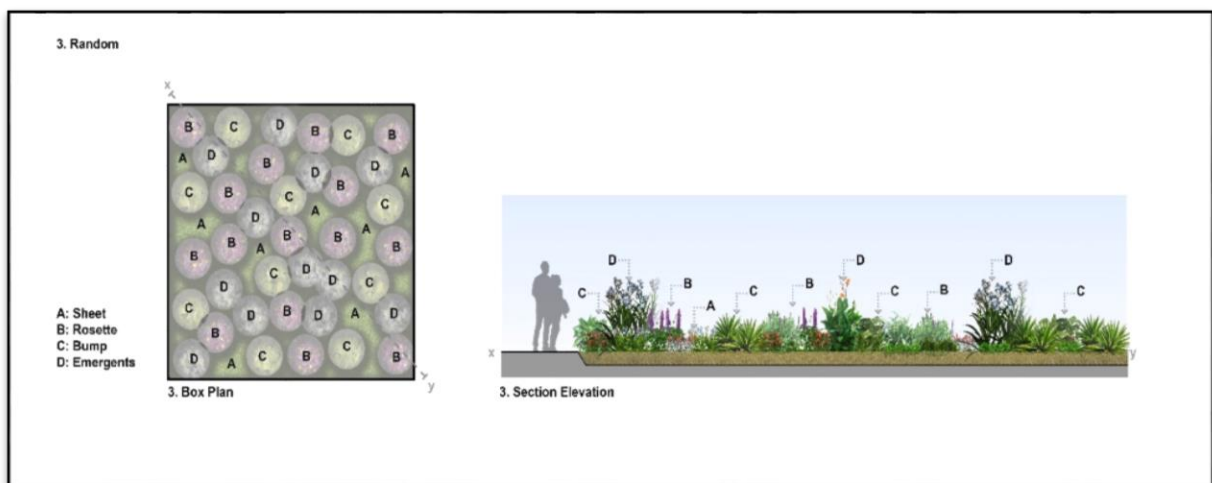 3. Random
x
B C D B C B
A D B D D A
C B C B C
A D A A
B B A B B B
C D D C
D
C D B D A D
B
D A C B C B
A: Sheet
B: Rosette
C: Bump
D: Emergents
y
3. Box Plan
D D D
C B A C B C B C
x y
3. Section Elevation